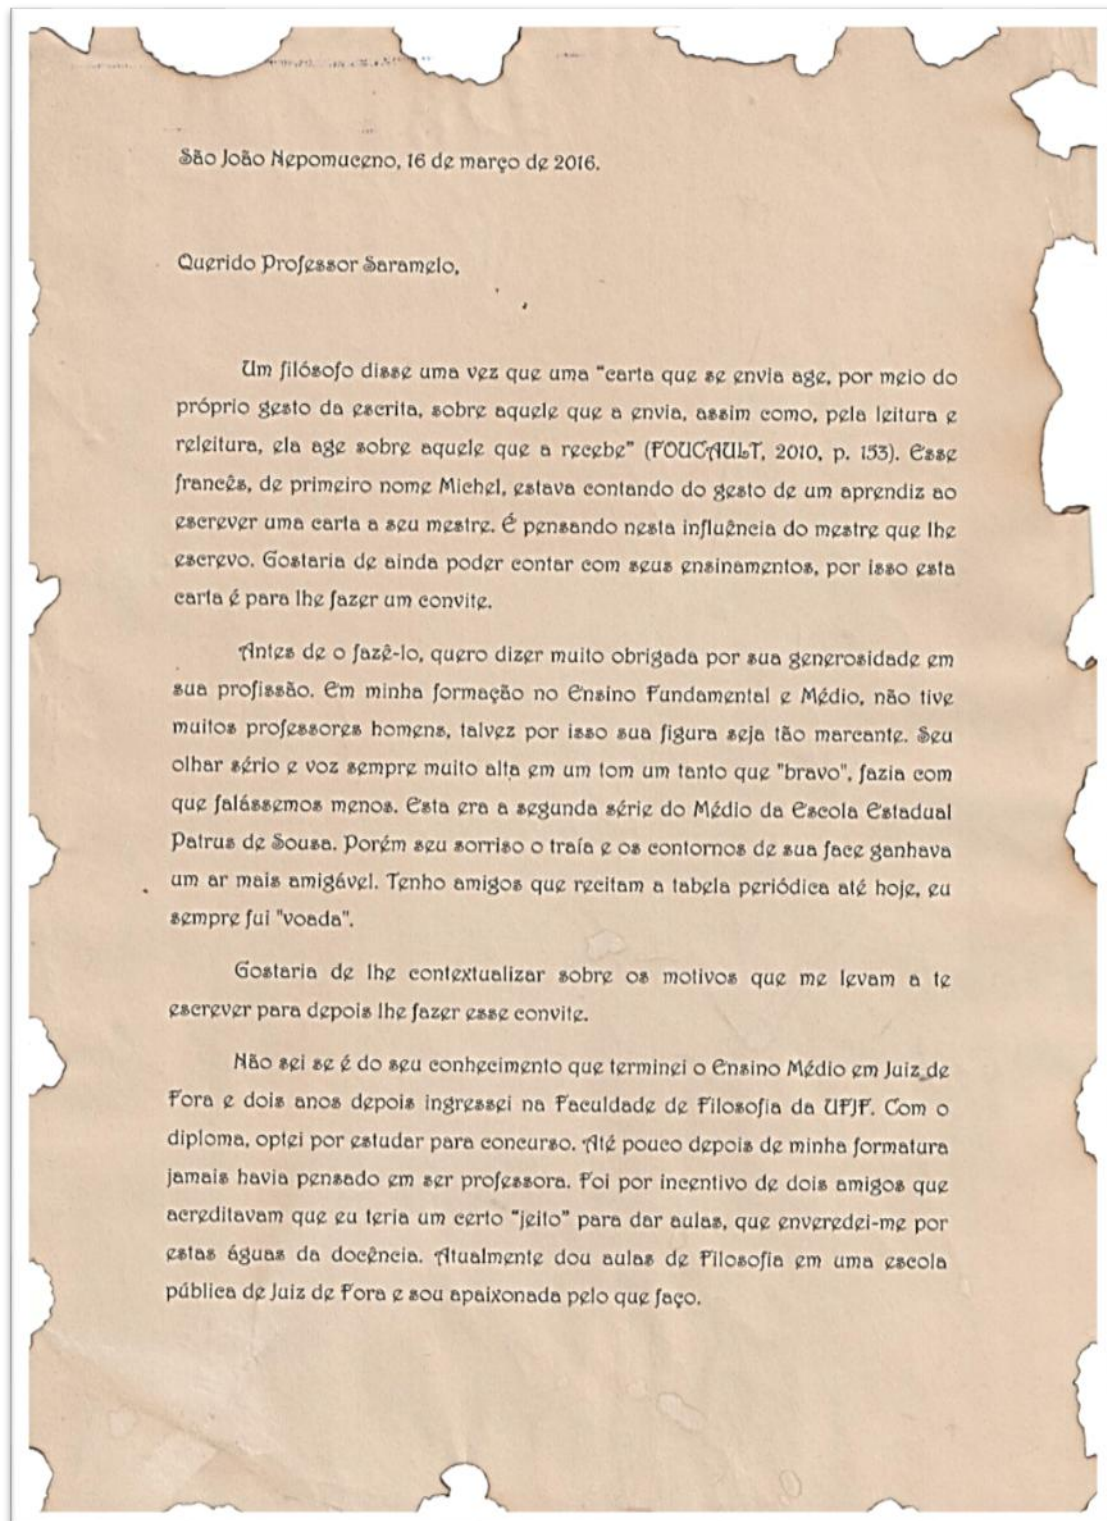 São João Nepomuceno, 16 de março de 2016.
Querido Professor Saramelo,
Um filósofo disse uma vez que uma "carta que se envia age, por meio do
próprio gesto da escrita, sobre aquele que a envia, assim como, pela leitura e
releitura, ela age sobre aquele que a recebe" (FOUCAULT, 2010, p. 153). Esse
francês, de primeiro nome Michel, estava contando do gesto de um aprendiz ao
escrever uma carta a seu mestre. É pensando nesta influência do mestre que lhe
escrevo. Gostaria de ainda poder contar com seus ensinamentos, por isso esta
carta é para lhe fazer um convite.
Antes de o fazê-lo, quero dizer muito obrigada por sua generosidade em
sua profissão. Em minha formação no Ensino Fundamental e Médio, não tive
muitos professores homens, talvez por isso sua figura seja tão marcante. Seu
olhar sério e voz sempre muito alta em um tom um tanto que "bravo", fazia com
que falássemos menos. Esta era a segunda série do Médio da Escola Estadual
Patrus de Sousa. Porém seu sorriso o traía e os contornos de sua face ganhava
um ar mais amigável. Tenho amigos que recitam a tabela periódica até hoje, eu
sempre fui "voada".
Gostaria de lhe contextualizar sobre os motivos que me levam a te
escrever para depois lhe fazer esse convite.
Não sei se é do seu conhecimento que terminei o Ensino Médio em Juiz de
Fora e dois anos depois ingressei na Faculdade de Filosofia da UFJF. Com o
diploma, optei por estudar para concurso. Até pouco depois de minha formatura
jamais havia pensado em ser professora. Foi por incentivo de dois amigos que
acreditavam que eu teria um certo "jeito" para dar aulas, que enveredei-me por
estas águas da docência. Atualmente dou aulas de Filosofia em uma escola
pública de Juiz de Fora e sou apaixonada pelo que faço.